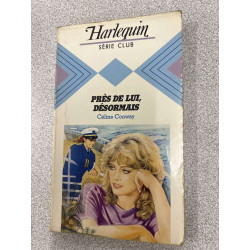 Harlequin
SÉRIE CLUB
PRÈS DE LUI,
DÉSORMAIS
Celine Conway